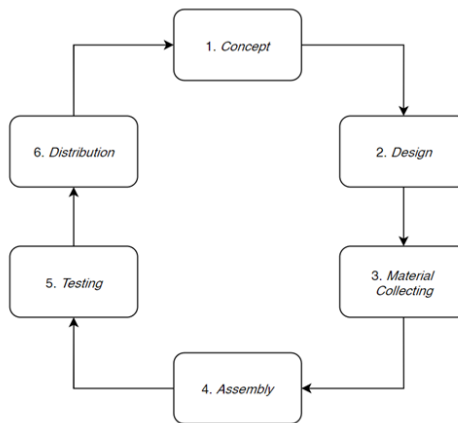 1. Concept
2. Design
3. Material
Collecting
4. Assembly
5. Testing
6. Distribution